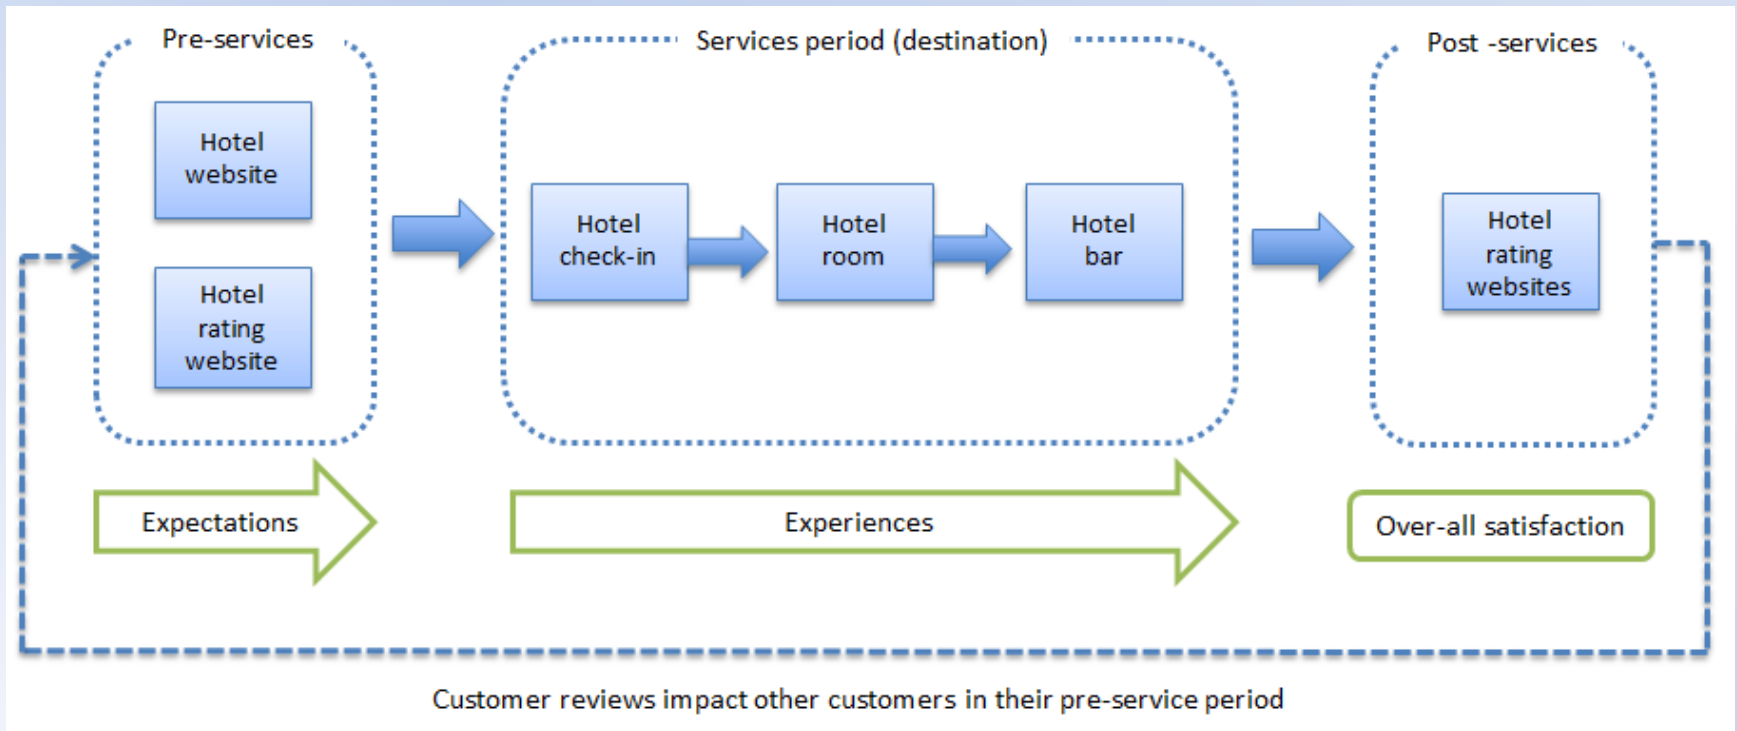 Pre-services
Services period (destination)
Post -services
Hotel
website
Hotel
rating
website
Hotel
check-in
Hotel
room
Hotel
bar
Hotel
rating
websites
Expectations
Experiences
Over-all satisfaction
Customer reviews impact other customers in their pre-service period